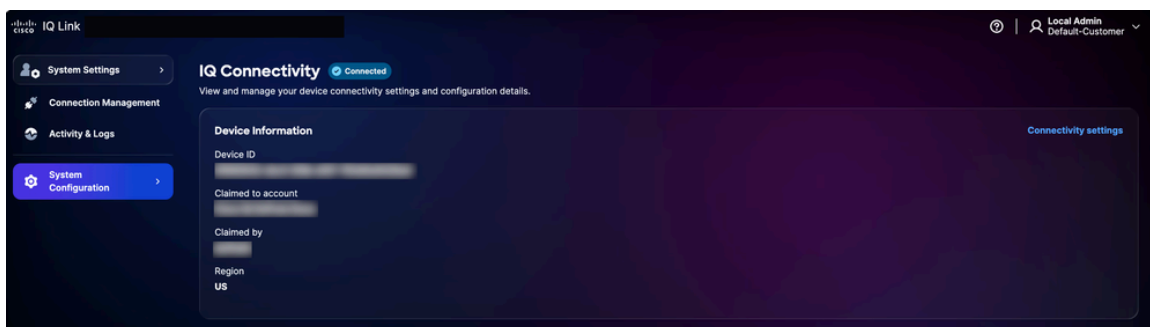 CISCO IQ Link
Local Admin
Default-Customer
System Settings
Connection Management
Activity & Logs
System
Configuration
IQ Connectivity Connected
View and manage your device connectivity settings and configuration details.
Device Information
Connectivity settings
Device ID
Claimed to account
Claimed by
Region
US